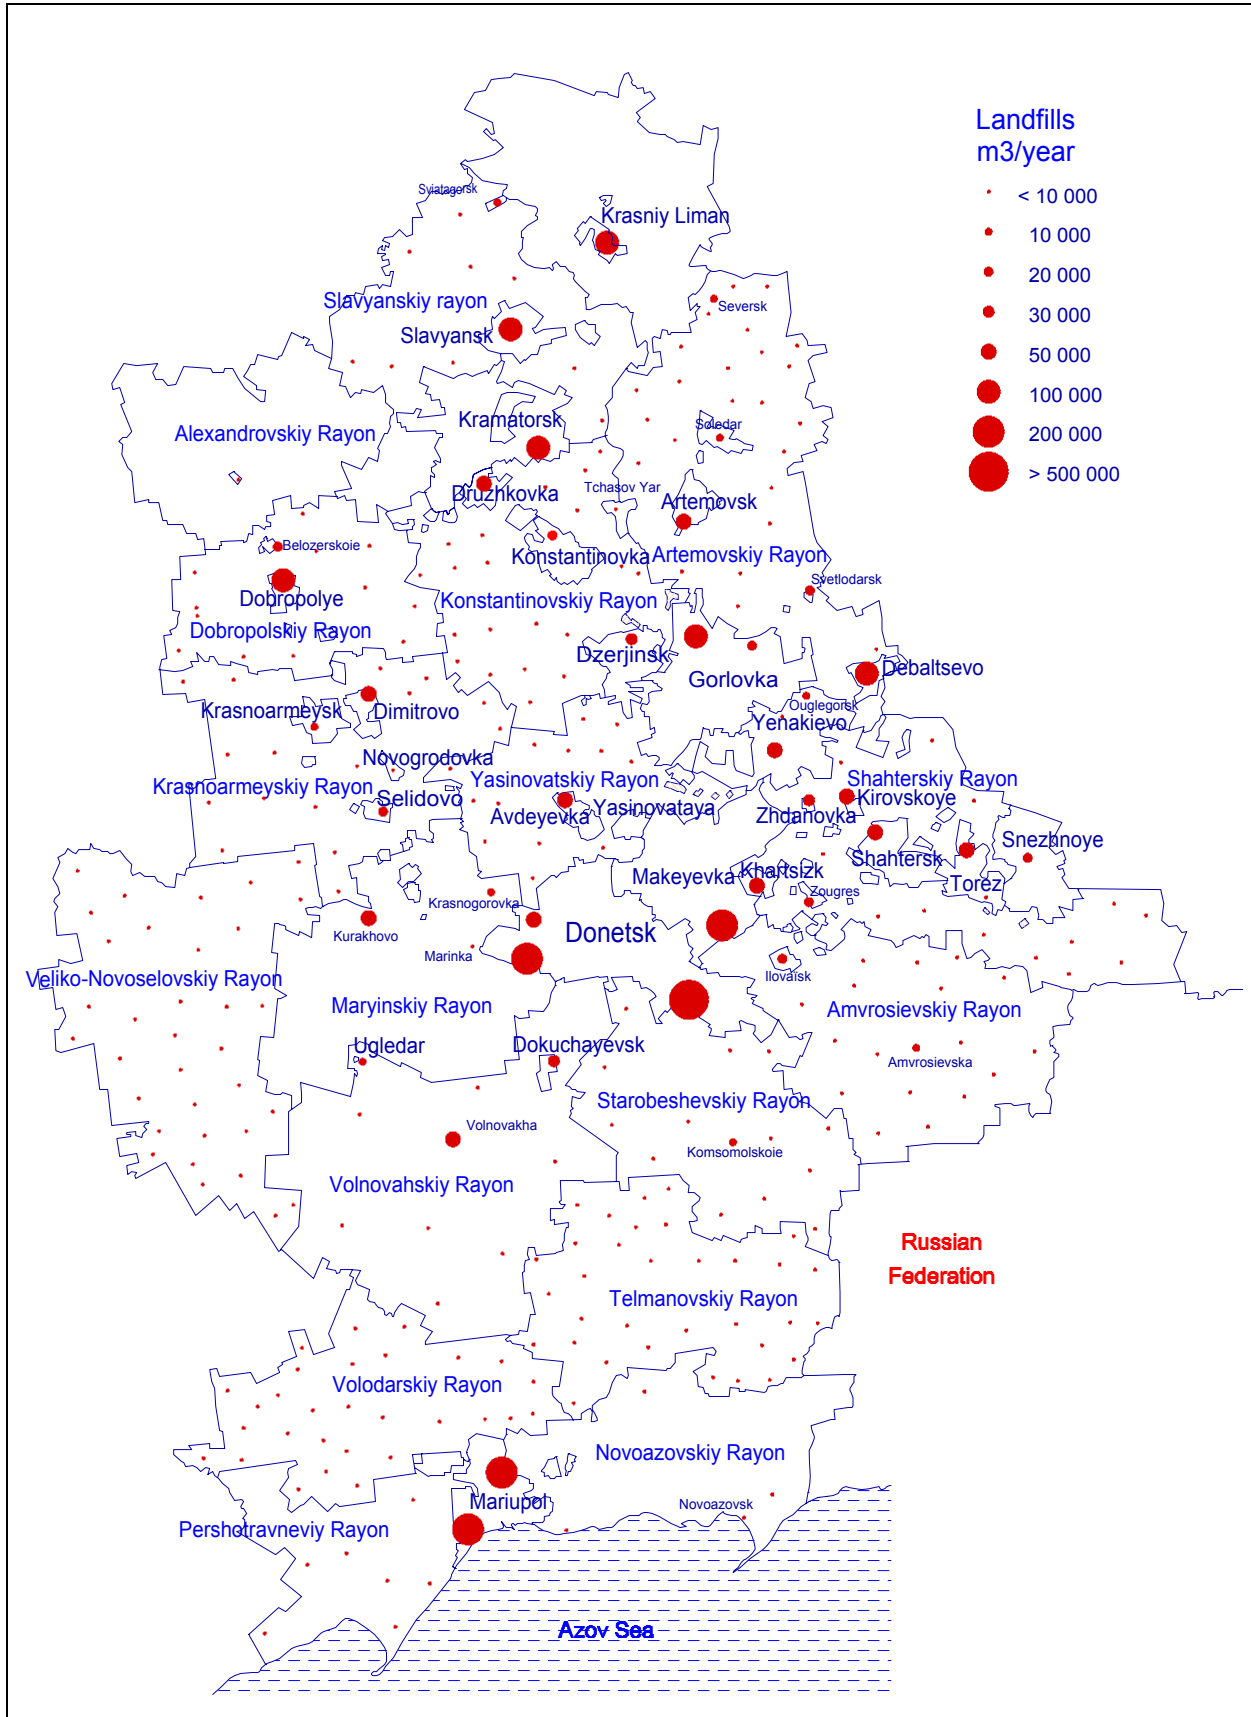 Landfills
m3/year
< 10 000
10 000
20 000
30 000
50 000
100 000
200 000
> 500 000
Sviatagorsk
Krasniy Liman
Slavyanskiy rayon
Seversk
Slavyansk
Kramatorsk
Alexandrovskiy Rayon
Soledar
Druzhkovka
Tchasov Yar
Artemovsk
Belozerskoie
Konstantinovka
Artemovskiy Rayon
Svetlodarsk
Dobropolye
Konstantinovskiy Rayon
Dobropolskiy Rayon
Dzerjinsk
Debaltsevo
Gorlovka
Krasnoarmeysk
Dimitrovo
Ouglegorsk
Yenakievo
Novogrodovka
Krasnoarmeyskiy Rayon
Yasinovatskiy Rayon
Shahterskiy Rayon
Selidovo
Kirovskoye
Avdeyevka
Yasinovataya
Zhdanovka
Snezhnoye
Shahtersk
Makeyevka
Khartsizk
Torez
Krasnogorovka
Zougres
Kurakhovo
Donetsk
Marinka
Ilovaïsk
Veliko-Novoselovskiy Rayon
Maryinskiy Rayon
Amvrosievskiy Rayon
Ugledar
Dokuchayevsk
Amvrosievska
Starobeshevskiy Rayon
Volnovakha
Komsomolskoie
Volnovahskiy Rayon
Russian
Federation
Telmanovskiy Rayon
Volodarskiy Rayon
Novoazovskiy Rayon
Mariupol
Novoazovsk
Pershotravneviy Rayon
Azov Sea